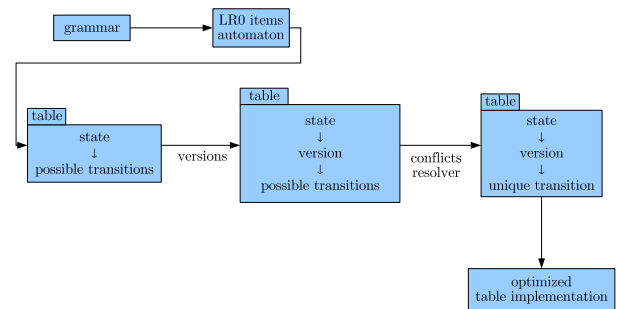 grammar
LR0 items
automaton
table
state
↓
possible transitions
versions
table
state
↓
version
↓
possible transitions
conflicts
resolver
table
state
↓
version
↓
unique transition
optimized
table implementation